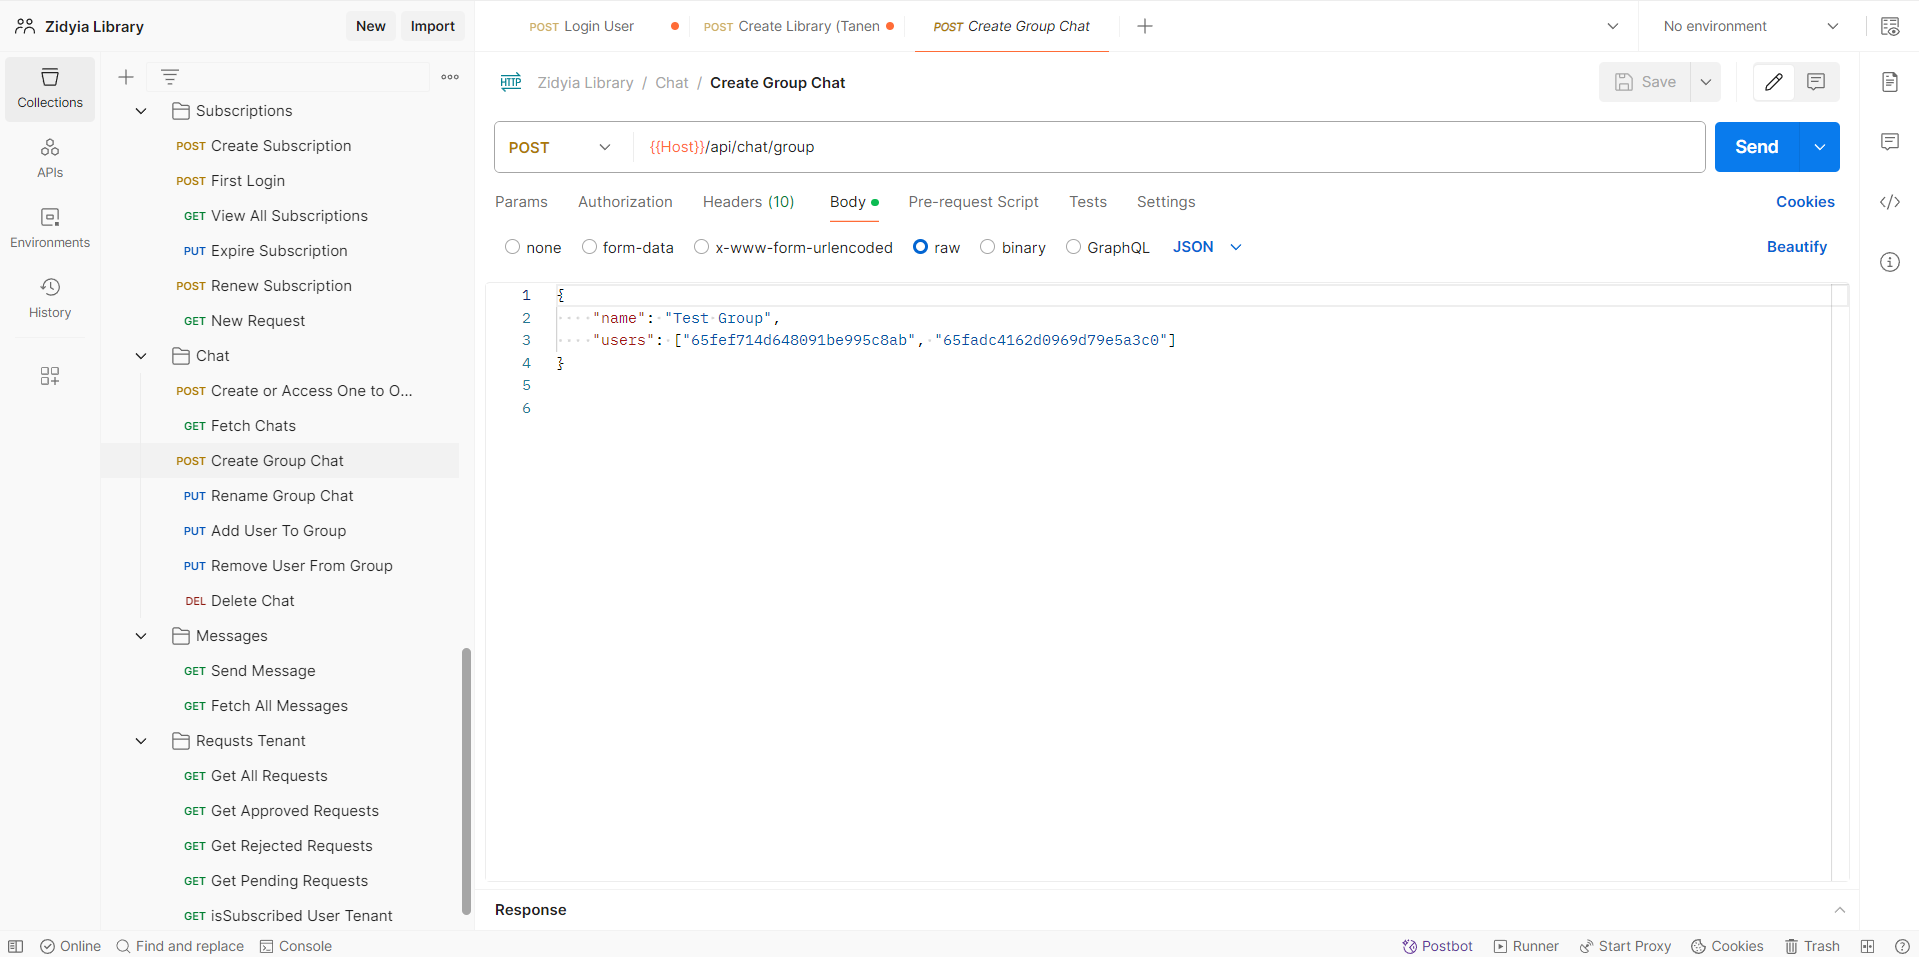 Zidyia Library
New
Import
POST Login User
POST Create Library (Tanen
POST Create Group Chat
No environment
Collections
APIs
Environments
History
Subscriptions
POST Create Subscription
POST First Login
GET View All Subscriptions
PUT Expire Subscription
POST Renew Subscription
GET New Request
Chat
POST Create or Access One to O...
GET Fetch Chats
POST Create Group Chat
PUT Rename Group Chat
PUT Add User To Group
PUT Remove User From Group
DEL Delete Chat
Messages
GET Send Message
GET Fetch All Messages
Requsts Tenant
GET Get All Requests
GET Get Approved Requests
GET Get Rejected Requests
GET Get Pending Requests
GET isSubscribed User Tenant
HTTP Zidyia Library / Chat / Create Group Chat
Save
POST {{Host}}/api/chat/group
Send
Params Authorization Headers (10) Body Pre-request Script Tests Settings Cookies
none form-data x-www-form-urlencoded raw binary GraphQL JSON Beautify
1 {
2 "name": "Test Group",
3 "users": ["65fef714d648091be995c8ab", "65fadc4162d0969d79e5a3c0"]
4 }
5
6
Response
Online Find and replace Console Postbot Runner Start Proxy Cookies Trash